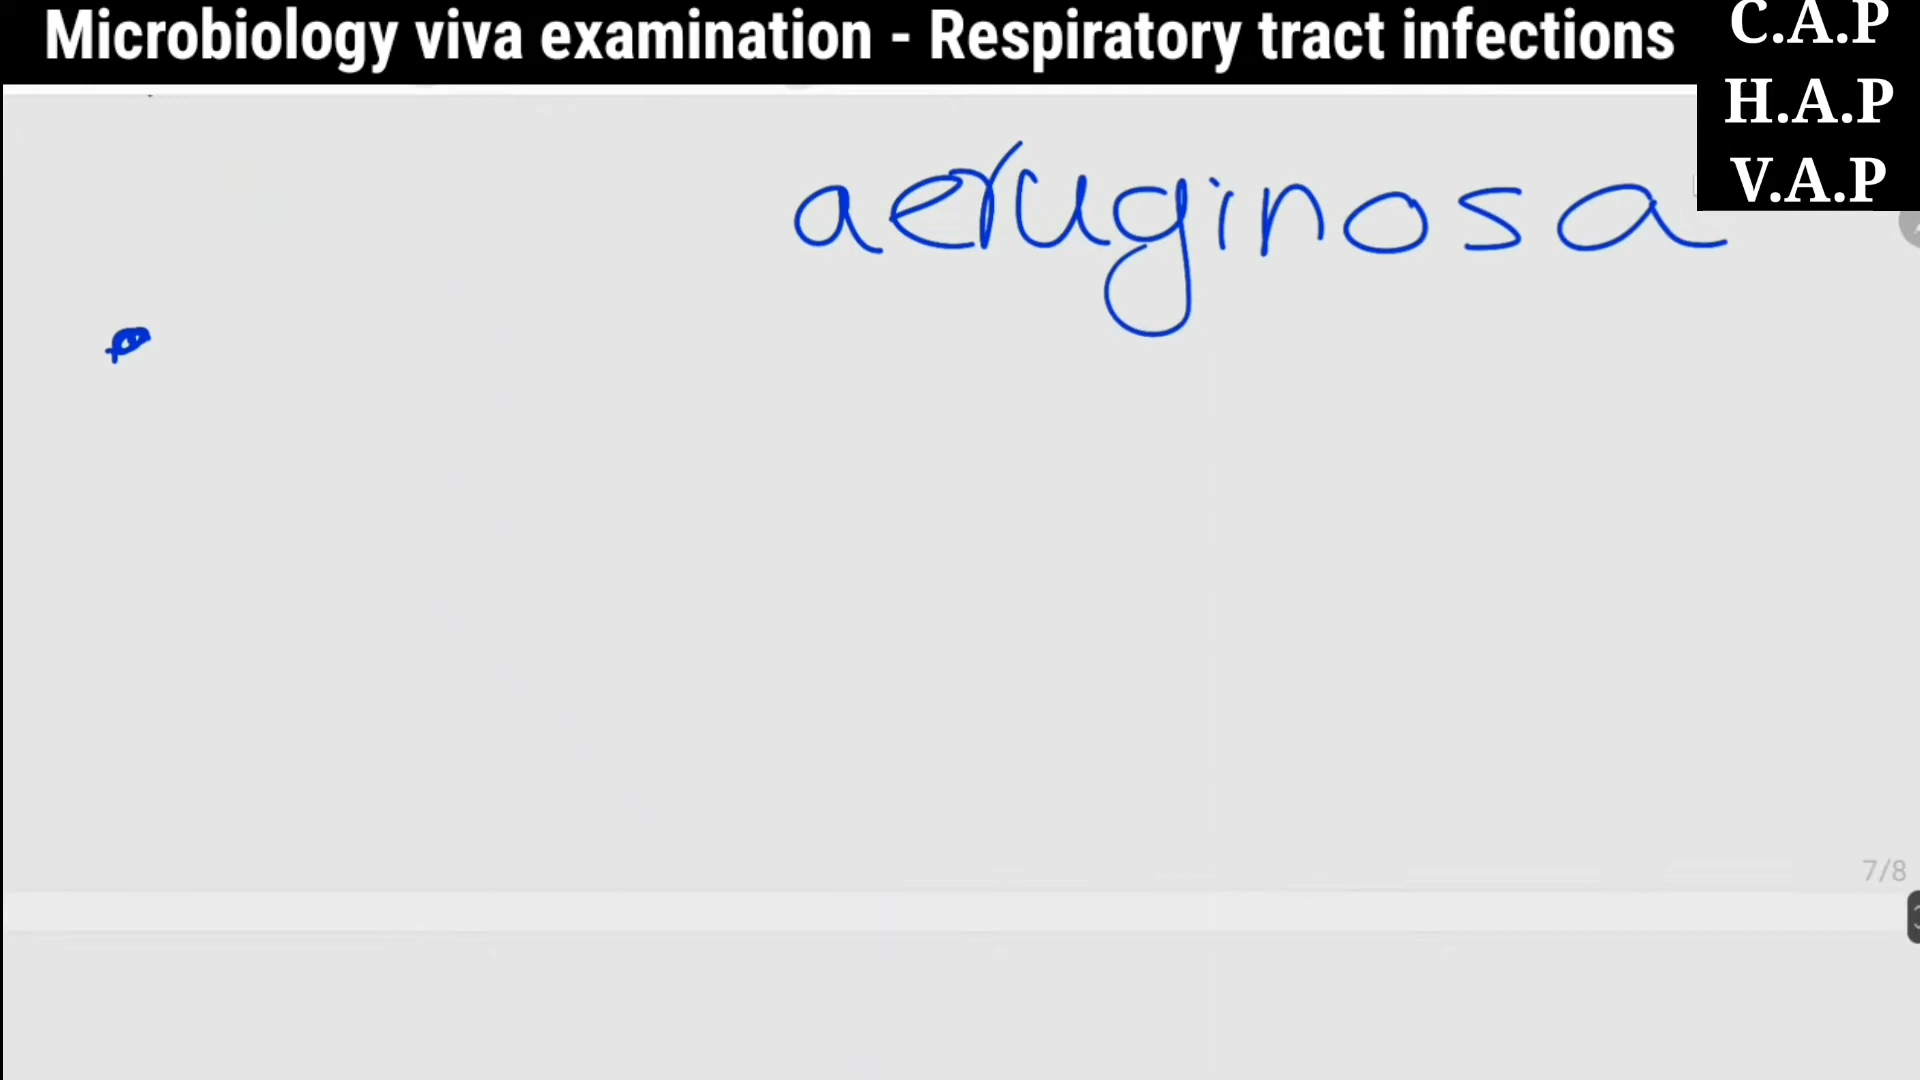 Microbiology viva examination - Respiratory tract infections
C.A.P
H.A.P
V.A.P
aeruginosa
7/8